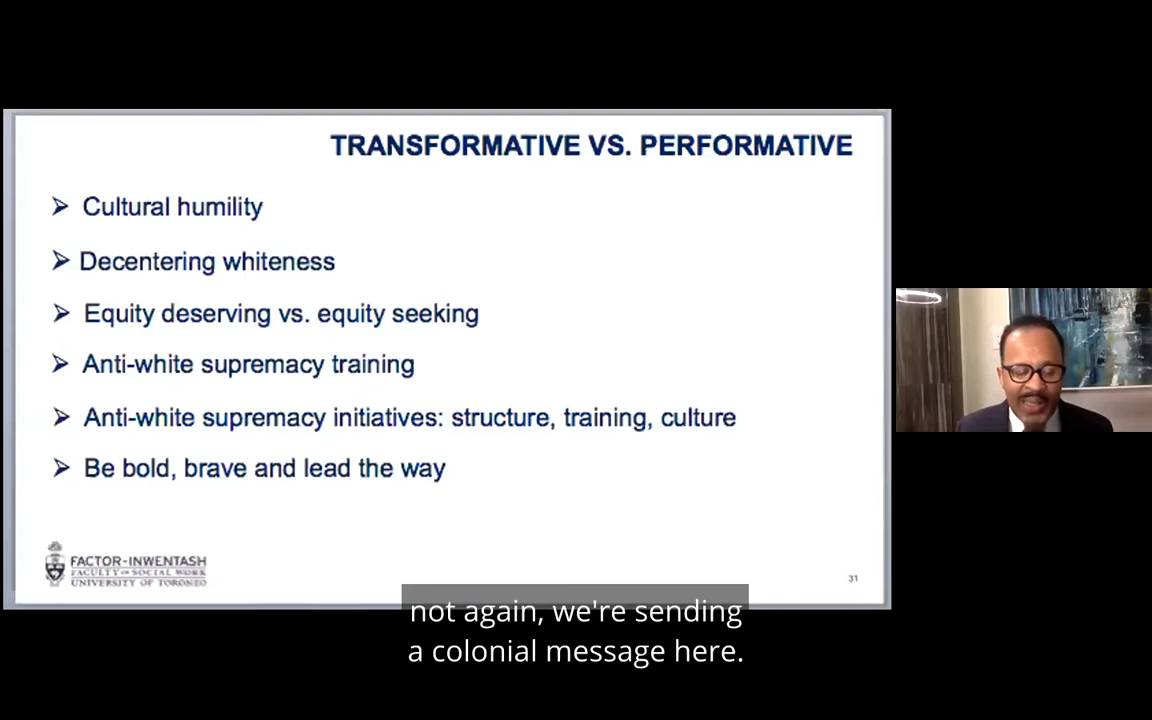 TRANSFORMATIVE VS. PERFORMATIVE
➢ Cultural humility
➢ Decentering whiteness
➢ Equity deserving vs. equity seeking
➢ Anti-white supremacy training
➢ Anti-white supremacy initiatives: structure, training, culture
➢ Be bold, brave and lead the way
FACTOR-INWENTASH
FACULTY OF SOCIAL WORK
UNIVERSITY OF TORONTO
31
not again, we're sending
a colonial message here.